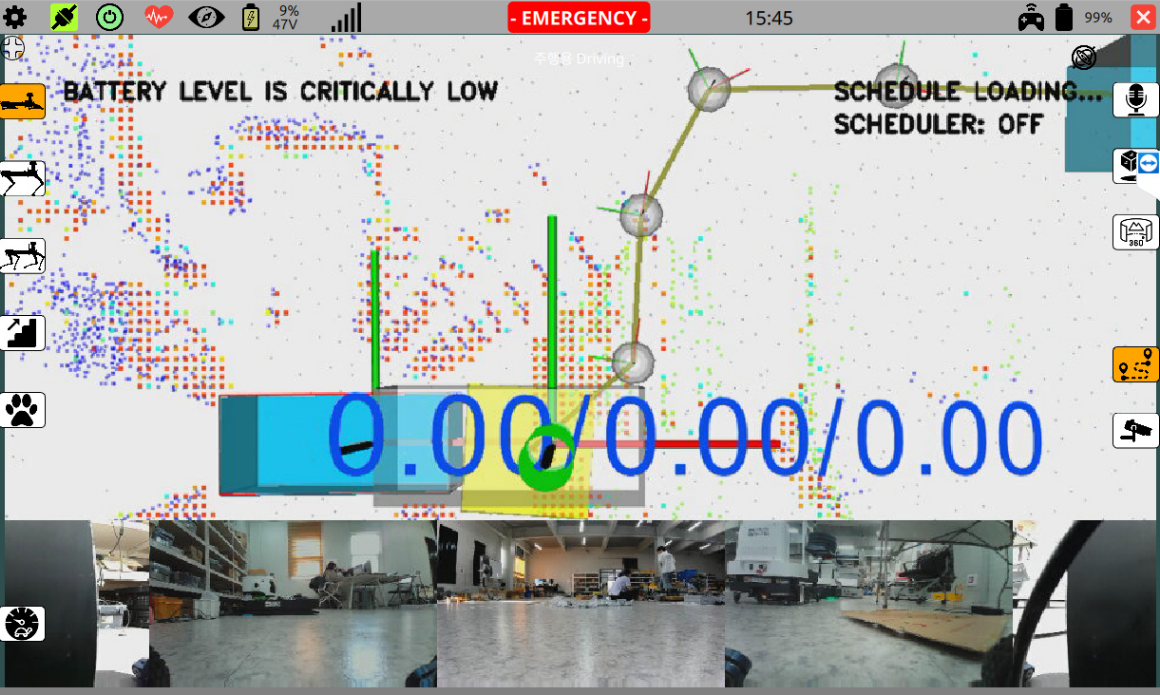 9%
47V
- EMERGENCY -
15:45
99%
주행용 Driving
BATTERY LEVEL IS CRITICALLY LOW
SCHEDULE LOADING...
SCHEDULER: OFF
360
0.00/0.00/0.00